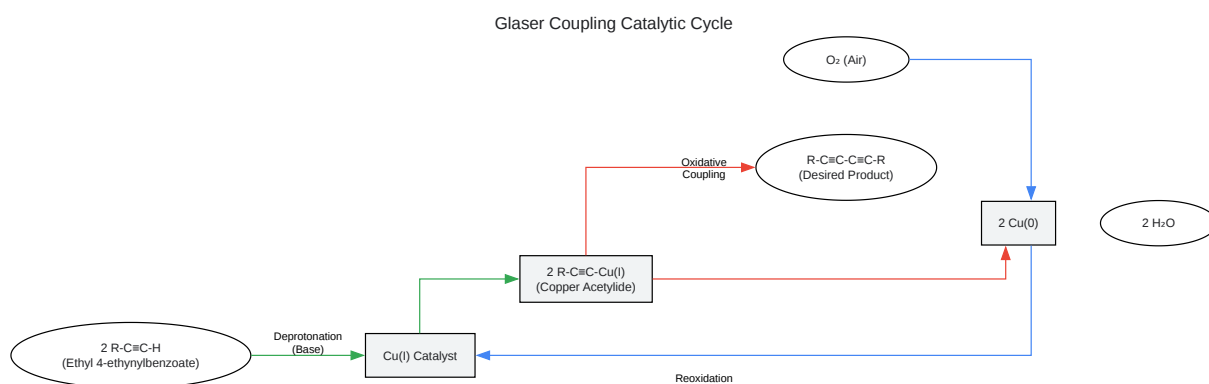 Glaser Coupling Catalytic Cycle
O₂ (Air)
Oxidative
Coupling
R-C≡C-C≡C-R
(Desired Product)
2 Cu(0)
2 H₂O
2 R-C≡C-Cu(I)
(Copper Acetylide)
2 R-C≡C-H
(Ethyl 4-ethynylbenzoate)
Deprotonation
(Base)
Cu(I) Catalyst
Reoxidation